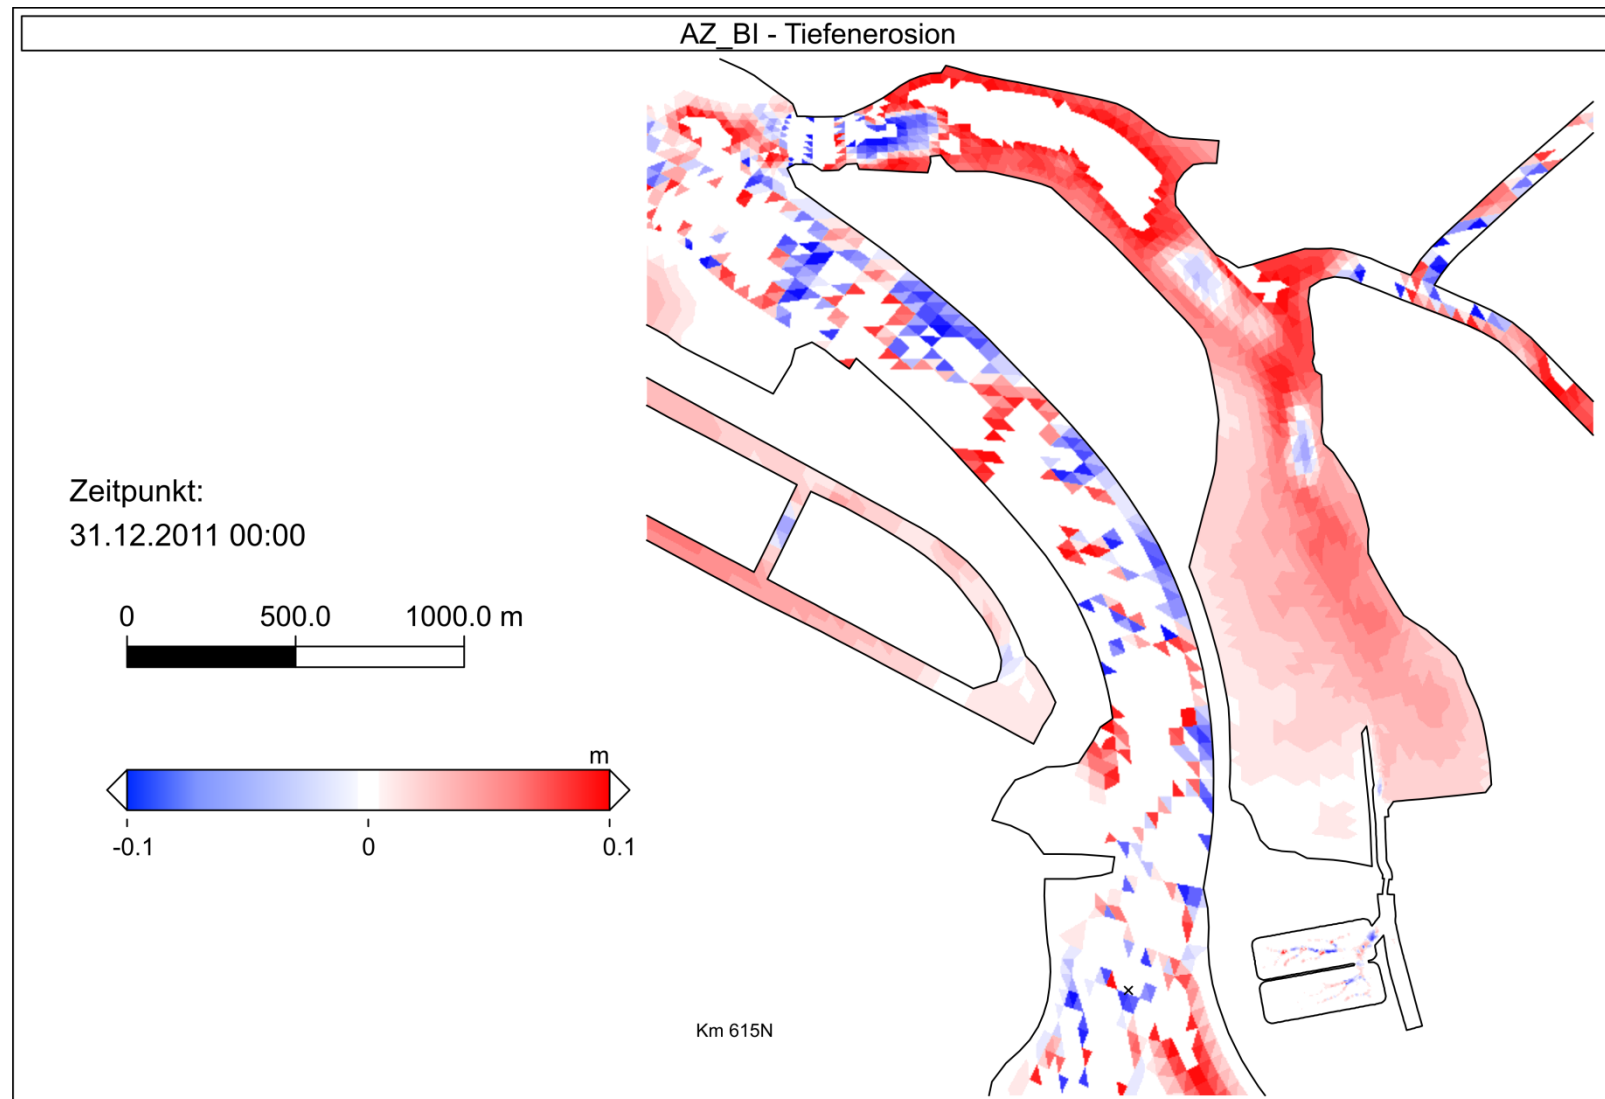 AZ_BI - Tiefenerosion
Zeitpunkt:
31.12.2011 00:00
0 500.0 1000.0 m
m
-0.1 0 0.1
Km 615N